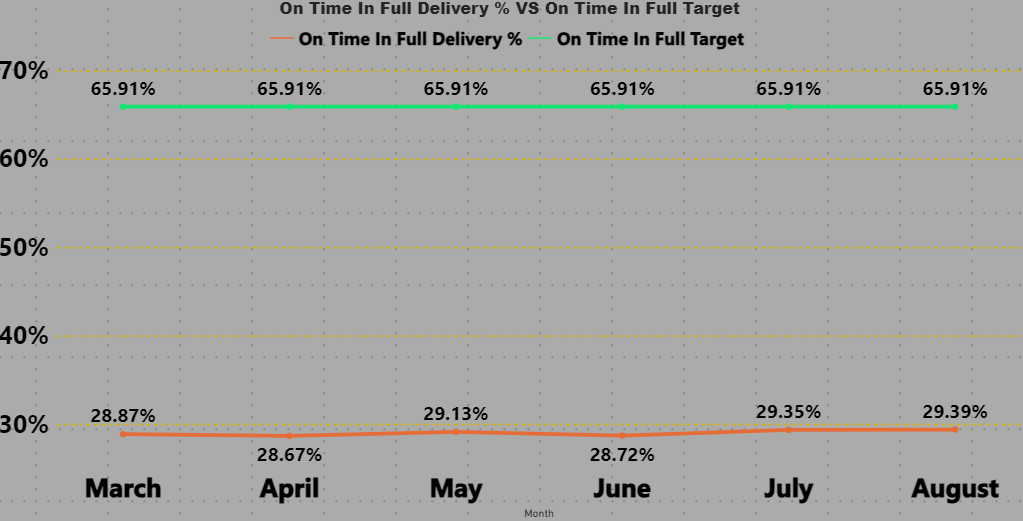 On Time In Full Delivery % VS On Time In Full Target
On Time In Full Delivery % On Time In Full Target
70%
65.91% 65.91% 65.91% 65.91% 65.91% 65.91%
60%
50%
40%
30%
28.87% 28.67% 29.13% 28.72% 29.35% 29.39%
March April May June July August
Month